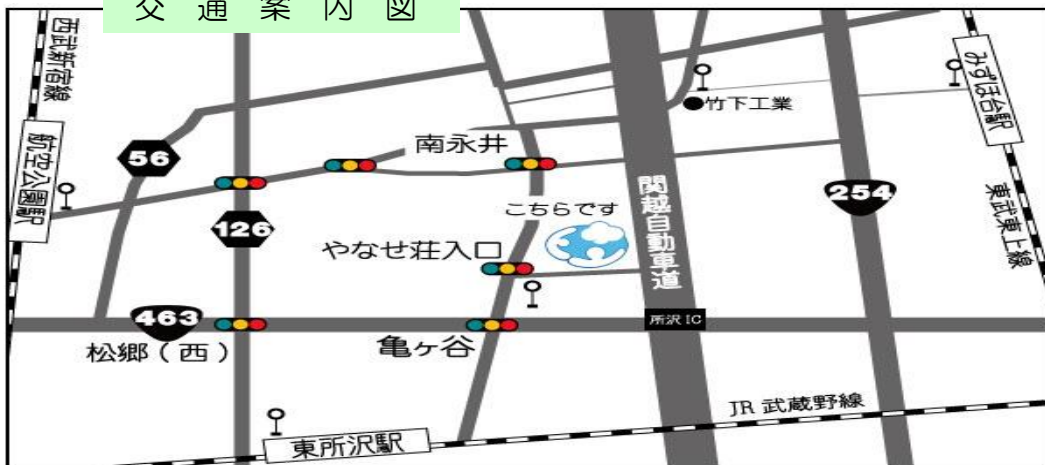 交通案内図
西武新宿線
航空公園駅
みずほ台駅
東武東上線
竹下工業
56
南永井
254
関越自動車道
126
こちらです
やなせ荘入口
463
所沢 IC
松郷（西）
亀ヶ谷
JR 武蔵野線
東所沢駅